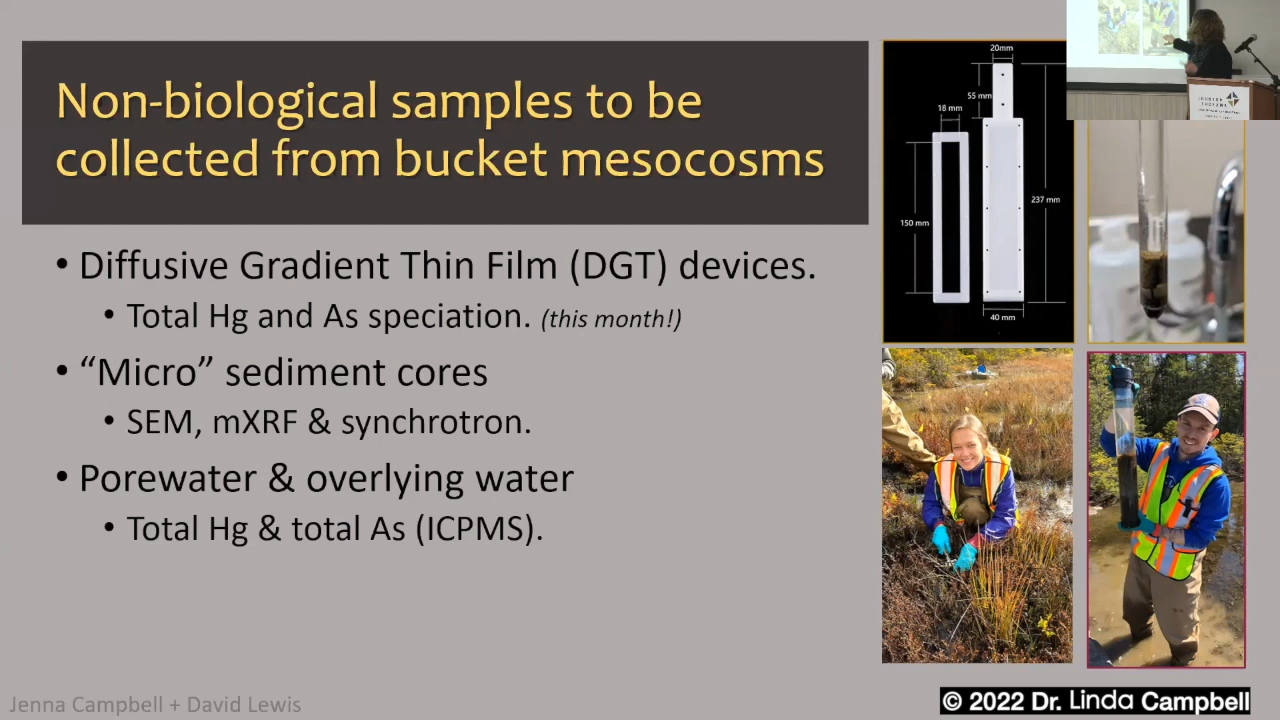 Non-biological samples to be
collected from bucket mesocosms
• Diffusive Gradient Thin Film (DGT) devices.
• Total Hg and As speciation. (this month!)
• “Micro” sediment cores
• SEM, mXRF & synchrotron.
• Porewater & overlying water
• Total Hg & total As (ICPMS).
20mm
55 mm
18 mm
237 mm
150 mm
40 mm
Jenna Campbell + David Lewis
© 2022 Dr. Linda Campbell